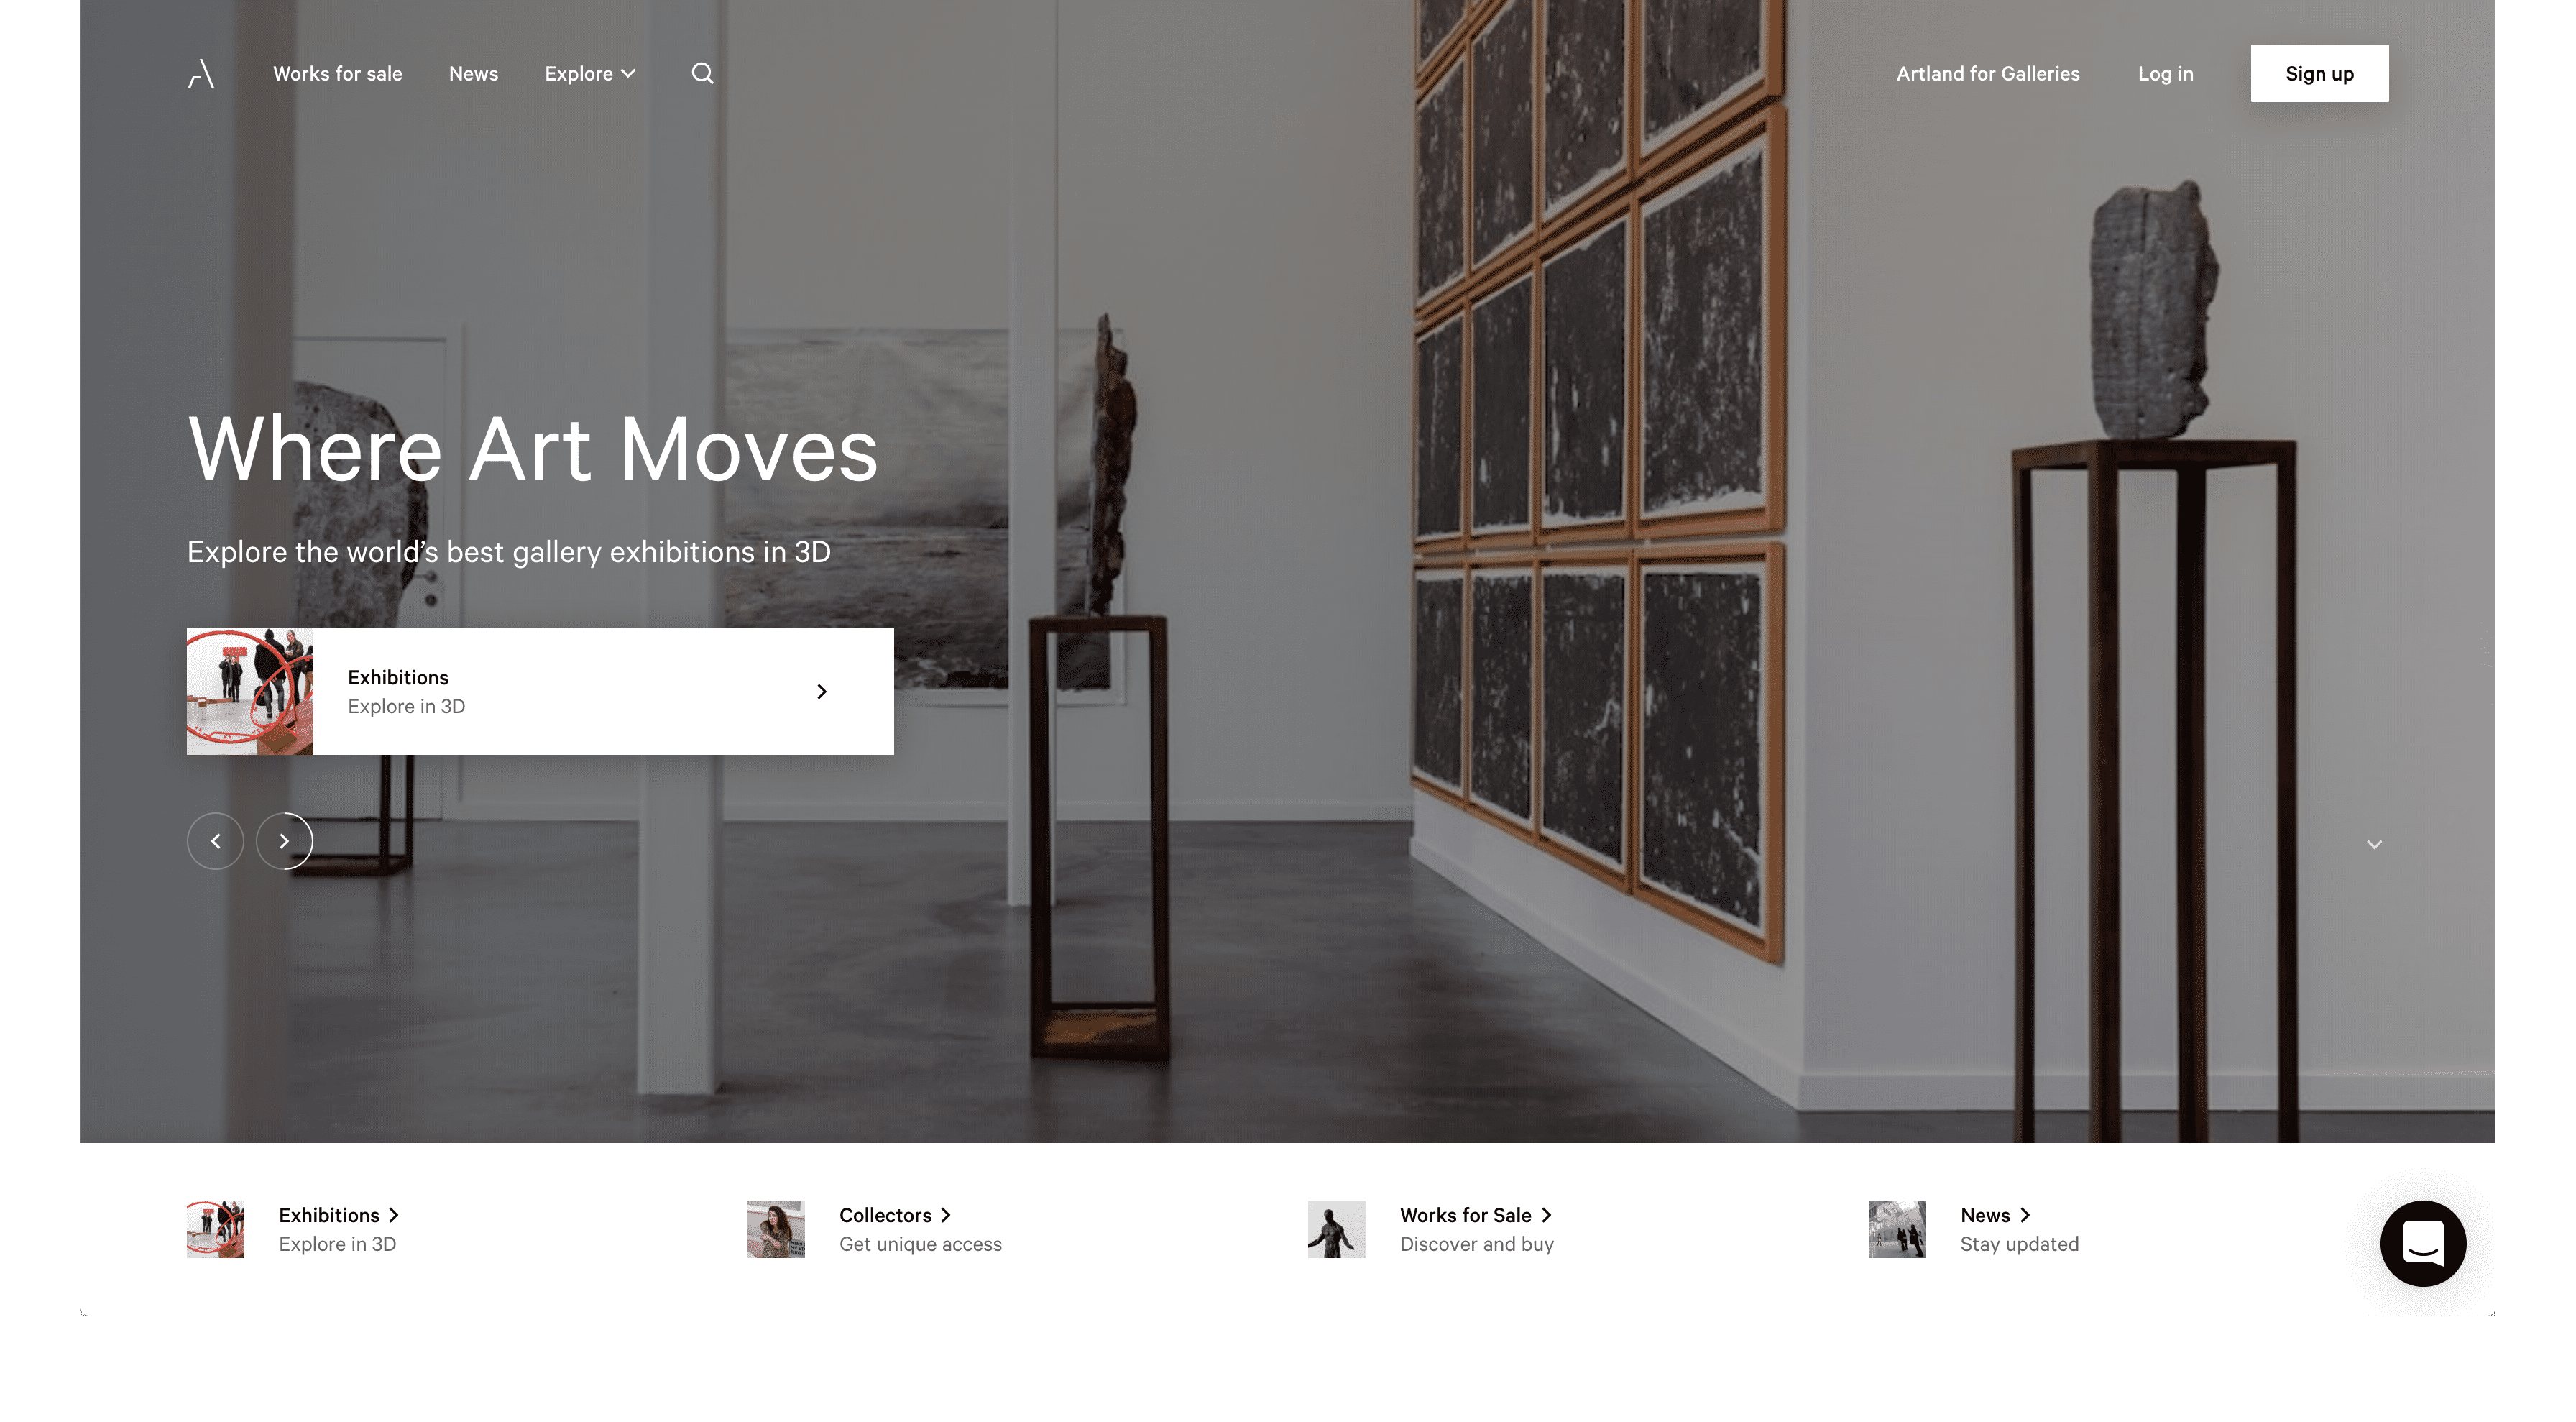 Works for sale
News
Explore
Artland for Galleries
Log in
Sign up
Where Art Moves
Explore the world’s best gallery exhibitions in 3D
Exhibitions
Explore in 3D
Exhibitions
Explore in 3D
Collectors
Get unique access
Works for Sale
Discover and buy
News
Stay updated